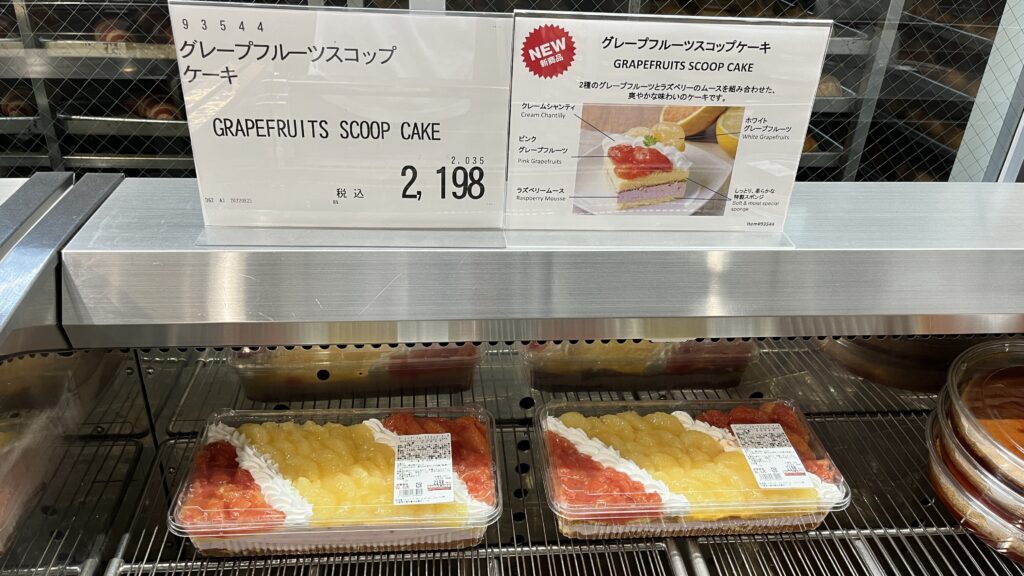 93544
グレープフルーツスコップ
ケーキ
GRAPEFRUITS SCOOP CAKE
2,035
税込
2,198
NEW
新商品
グレープフルーツスコップケーキ
GRAPEFRUITS SCOOP CAKE
2種のグレープフルーツとラズベリーのムースを組み合わせた、
爽やかな味わいのケーキです。
クレームシャンティ
Cream Chantilly
ピンク
グレープフルーツ
Pink Grapefruits
ラズベリームース
Raspberry Mousse
ホワイト
グレープフルーツ
White Grapefruits
しっとり、柔らかな
特製スポンジ
Soft & moist special
sponge
Item#93544